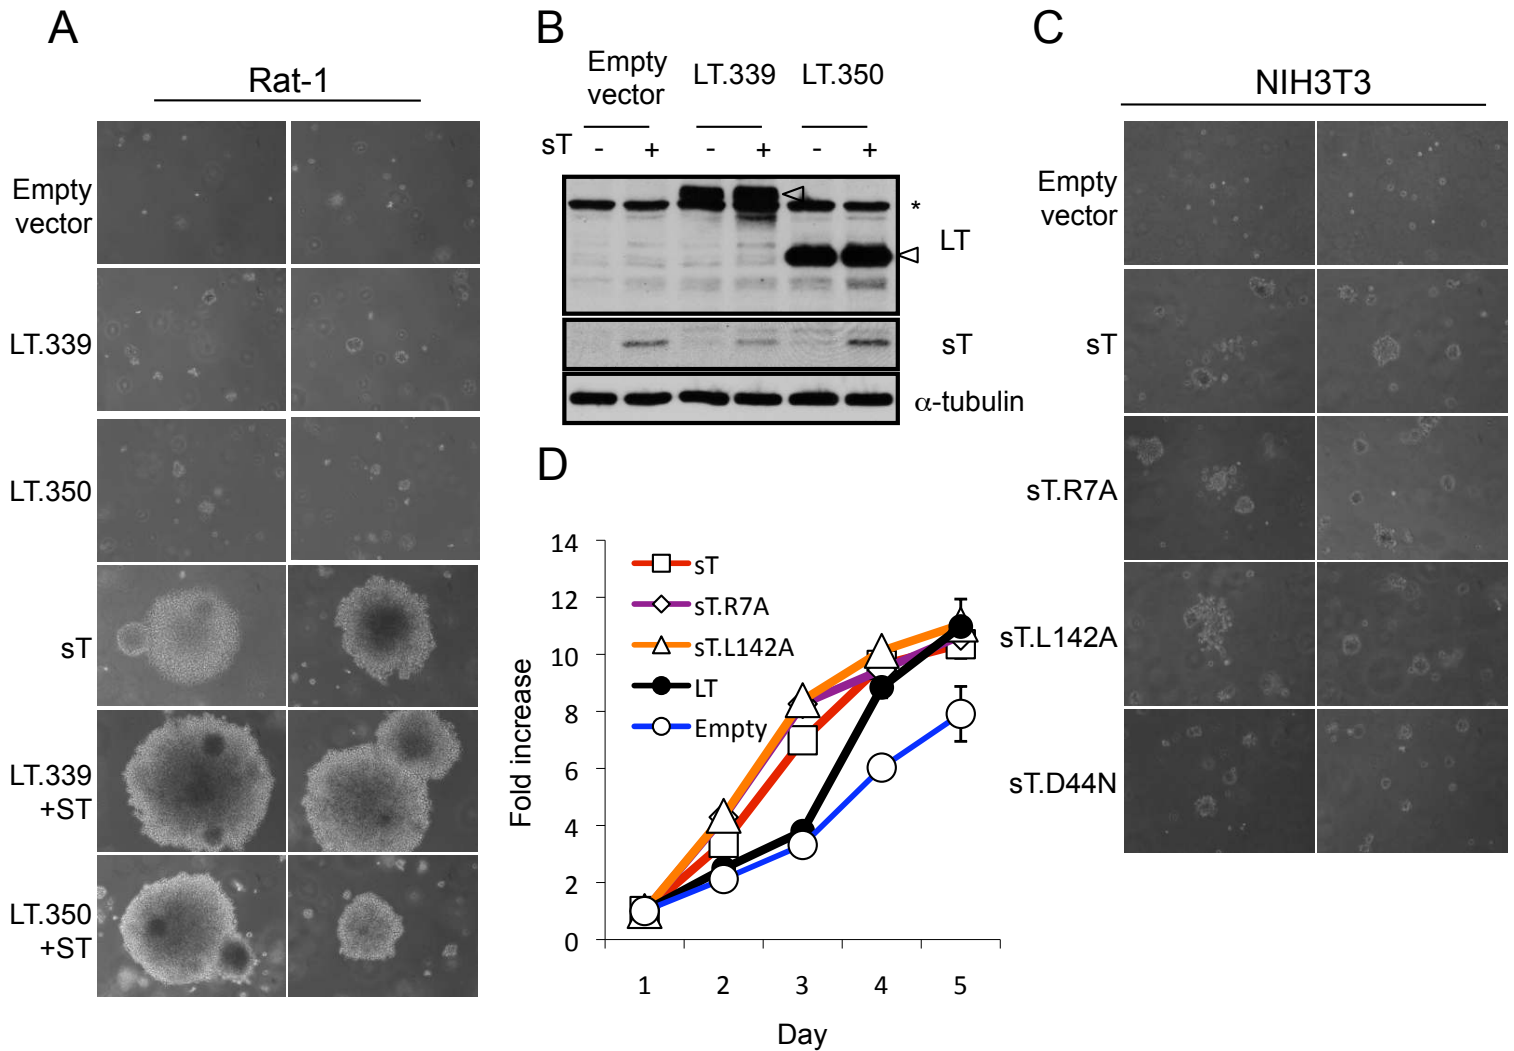 A
Rat-1
Empty
vector
LT.339
LT.350
sT
LT.339
+ST
LT.350
+ST
B
Empty
vector
LT.339
LT.350
sT - + - + - +
*
LT
sT
α-tubulin
C
NIH3T3
Empty
vector
sT
sT.R7A
sT.L142A
sT.D44N
D
Fold increase
14
12
10
8
6
4
2
0
sT
sT.R7A
sT.L142A
LT
Empty
1 2 3 4 5
Day